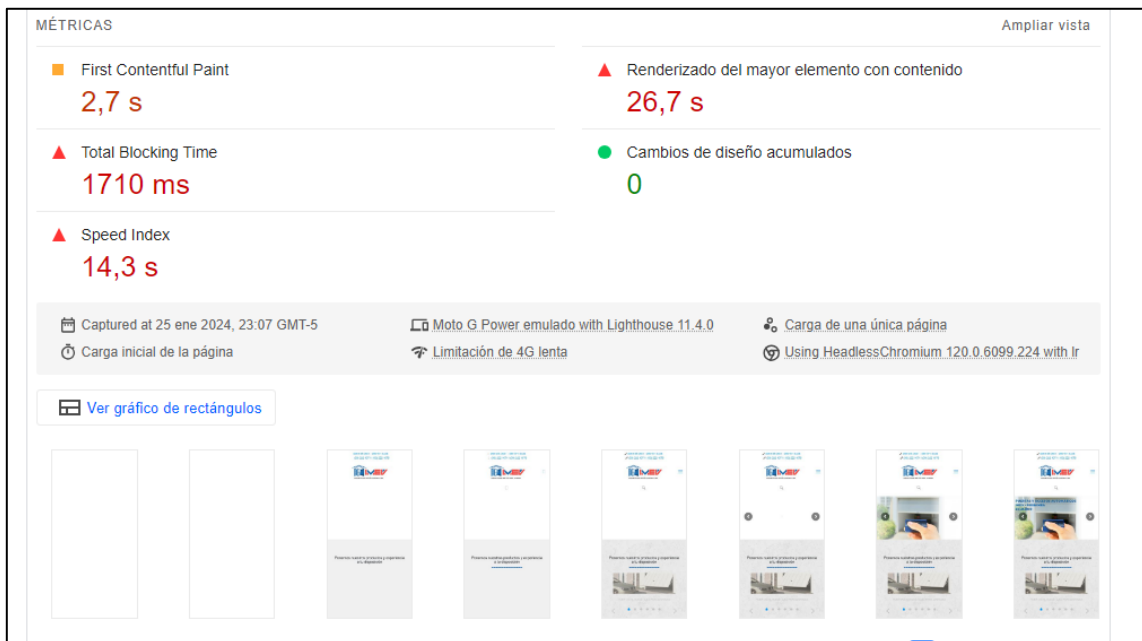 MÉTRICAS
Ampliar vista
First Contentful Paint
2,7 s
Renderizado del mayor elemento con contenido
26,7 s
Total Blocking Time
1710 ms
Cambios de diseño acumulados
0
Speed Index
14,3 s
Captured at 25 ene 2024, 23:07 GMT-5
Moto G Power emulado with Lighthouse 11.4.0
Carga de una única página
Carga inicial de la página
Limitación de 4G lenta
Using HeadlessChromium 120.0.6099.224 with lr
Ver gráfico de rectángulos